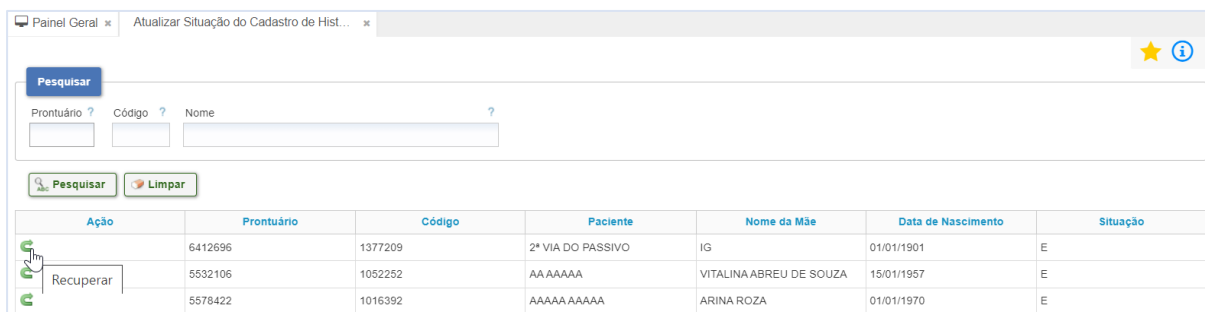 Painel Geral × Atualizar Situação do Cadastro de Hist... ×
Pesquisar
Prontuário ? Código ? Nome ?
ABC Pesquisar Limpar
Ação Prontuário Código Paciente Nome da Mãe Data de Nascimento Situação
6412696 1377209 2ª VIA DO PASSIVO IG 01/01/1901 E
Recuperar
5532106 1052252 AA AAAAA VITALINA ABREU DE SOUZA 15/01/1957 E
5578422 1016392 AAAAA AAAAA ARINA ROZA 01/01/1970 E